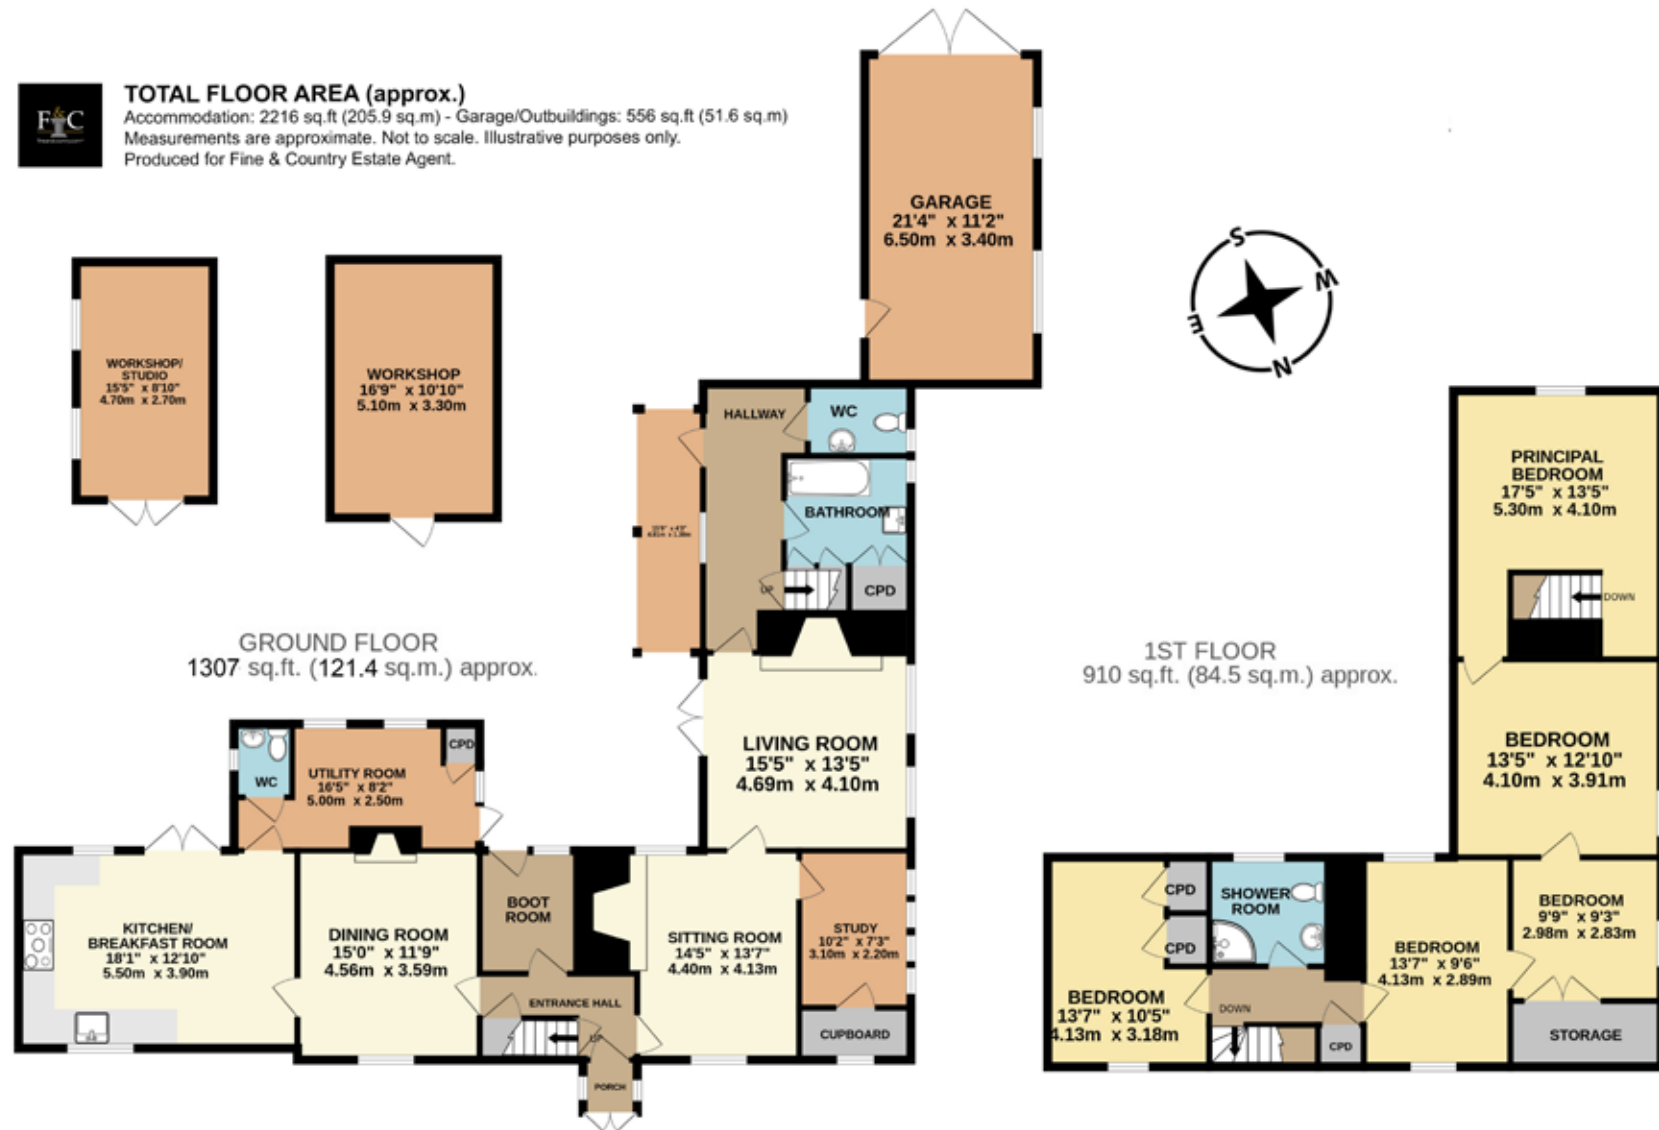 F&C
TOTAL FLOOR AREA (approx.)
Accommodation: 2216 sq.ft (205.9 sq.m) - Garage/Outbuildings: 556 sq.ft (51.6 sq.m)
Measurements are approximate. Not to scale. Illustrative purposes only.
Produced for Fine & Country Estate Agent.
GARAGE
21'4" x 11'2"
6.50m x 3.40m
S
W
E
N
WORKSHOP/
STUDIO
15'5" x 8'10"
4.70m x 2.70m
WORKSHOP
16'9" x 10'10"
5.10m x 3.30m
HALLWAY
WC
BATHROOM
UP
CPD
GROUND FLOOR
1307 sq.ft. (121.4 sq.m.) approx.
LIVING ROOM
15'5" x 13'5"
4.69m x 4.10m
WC
UTILITY ROOM
16'5" x 8'2"
5.00m x 2.50m
CPD
KITCHEN/
BREAKFAST ROOM
18'1" x 12'10"
5.50m x 3.90m
DINING ROOM
15'0" x 11'9"
4.56m x 3.59m
BOOT
ROOM
ENTRANCE HALL
UP
PORCH
SITTING ROOM
14'5" x 13'7"
4.40m x 4.13m
STUDY
10'2" x 7'3"
3.10m x 2.20m
CUPBOARD
1ST FLOOR
910 sq.ft. (84.5 sq.m.) approx.
PRINCIPAL
BEDROOM
17'5" x 13'5"
5.30m x 4.10m
DOWN
BEDROOM
13'5" x 12'10"
4.10m x 3.91m
BEDROOM
9'9" x 9'3"
2.98m x 2.83m
STORAGE
BEDROOM
13'7" x 9'6"
4.13m x 2.89m
SHOWER
ROOM
CPD
CPD
BEDROOM
13'7" x 10'5"
4.13m x 3.18m
DOWN
CPD